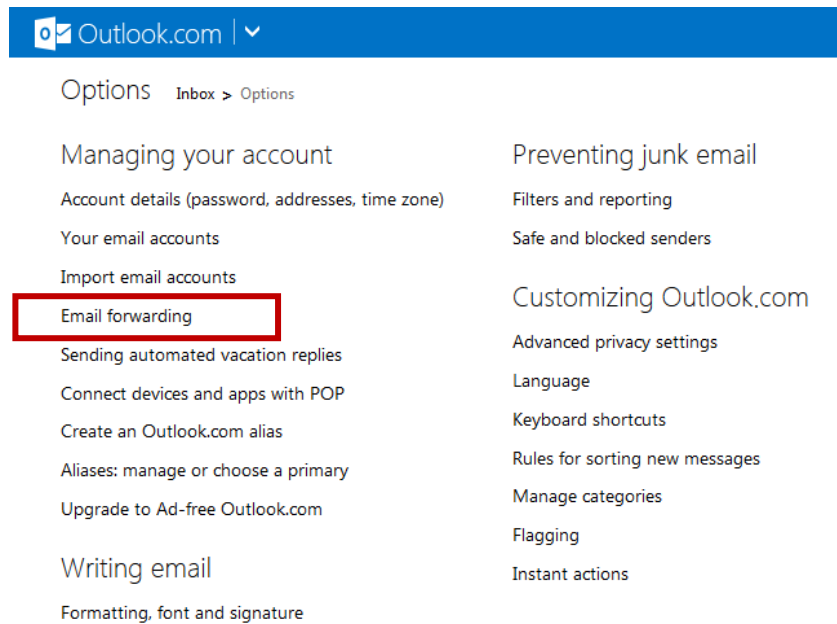 Outlook.com
Options Inbox > Options
Managing your account
Account details (password, addresses, time zone)
Your email accounts
Import email accounts
Email forwarding
Sending automated vacation replies
Connect devices and apps with POP
Create an Outlook.com alias
Aliases: manage or choose a primary
Upgrade to Ad-free Outlook.com
Writing email
Formatting, font and signature
Preventing junk email
Filters and reporting
Safe and blocked senders
Customizing Outlook.com
Advanced privacy settings
Language
Keyboard shortcuts
Rules for sorting new messages
Manage categories
Flagging
Instant actions